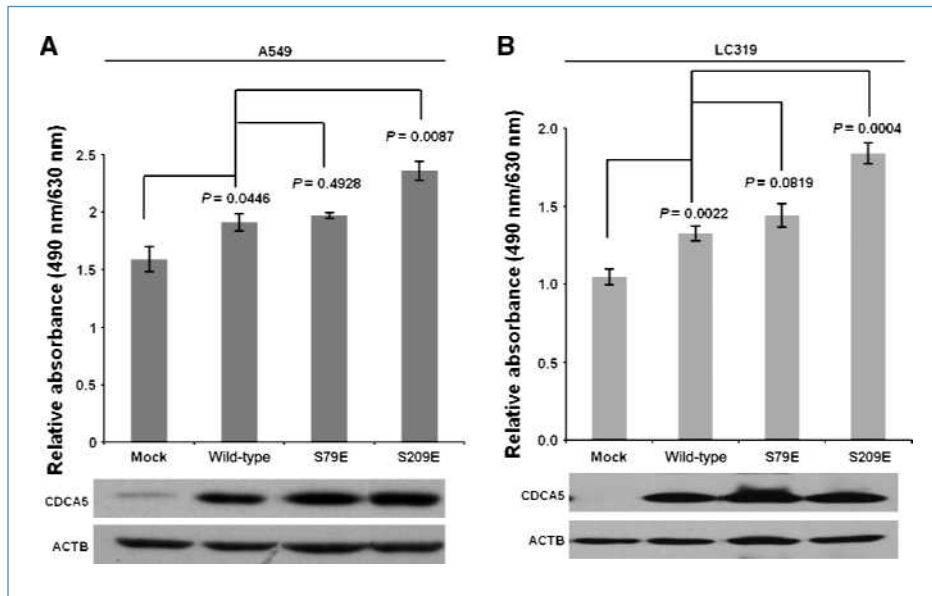 A
A549
Relative absorbance (490 nm/630 nm)
P = 0.0087
P = 0.0446
P = 0.4928
2.5
2
1.5
1
0.5
0
Mock
Wild-type
S79E
S209E
CDCA5
ACTB
B
LC319
Relative absorbance (490 nm/630 nm)
P = 0.0004
P = 0.0819
P = 0.0022
2.0
1.5
1.0
0.5
0.0
Mock
Wild-type
S79E
S209E
CDCA5
ACTB